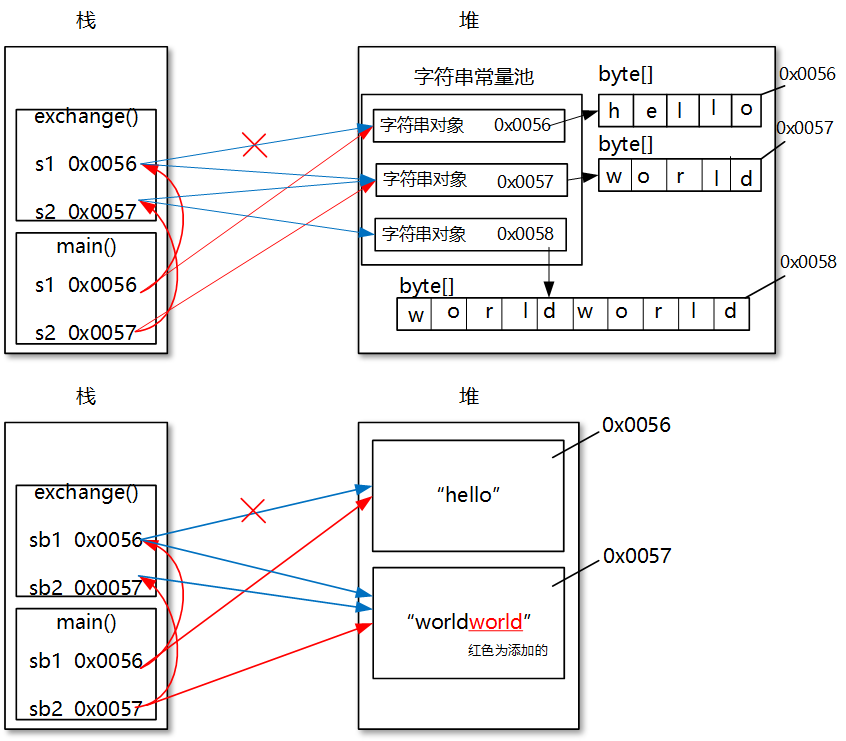 栈
堆
exchange()
s1 0x0056
s2 0x0057
main()
s1 0x0056
s2 0x0057
字符串常量池
字符串对象 0x0056
字符串对象 0x0057
字符串对象 0x0058
byte[]
0x0056
h e l l o
byte[]
0x0057
w o r l d
byte[]
0x0058
w o r l d w o r l d
栈
堆
exchange()
sb1 0x0056
sb2 0x0057
main()
sb1 0x0056
sb2 0x0057
0x0056
“hello”
0x0057
“worldworld”
红色为添加的